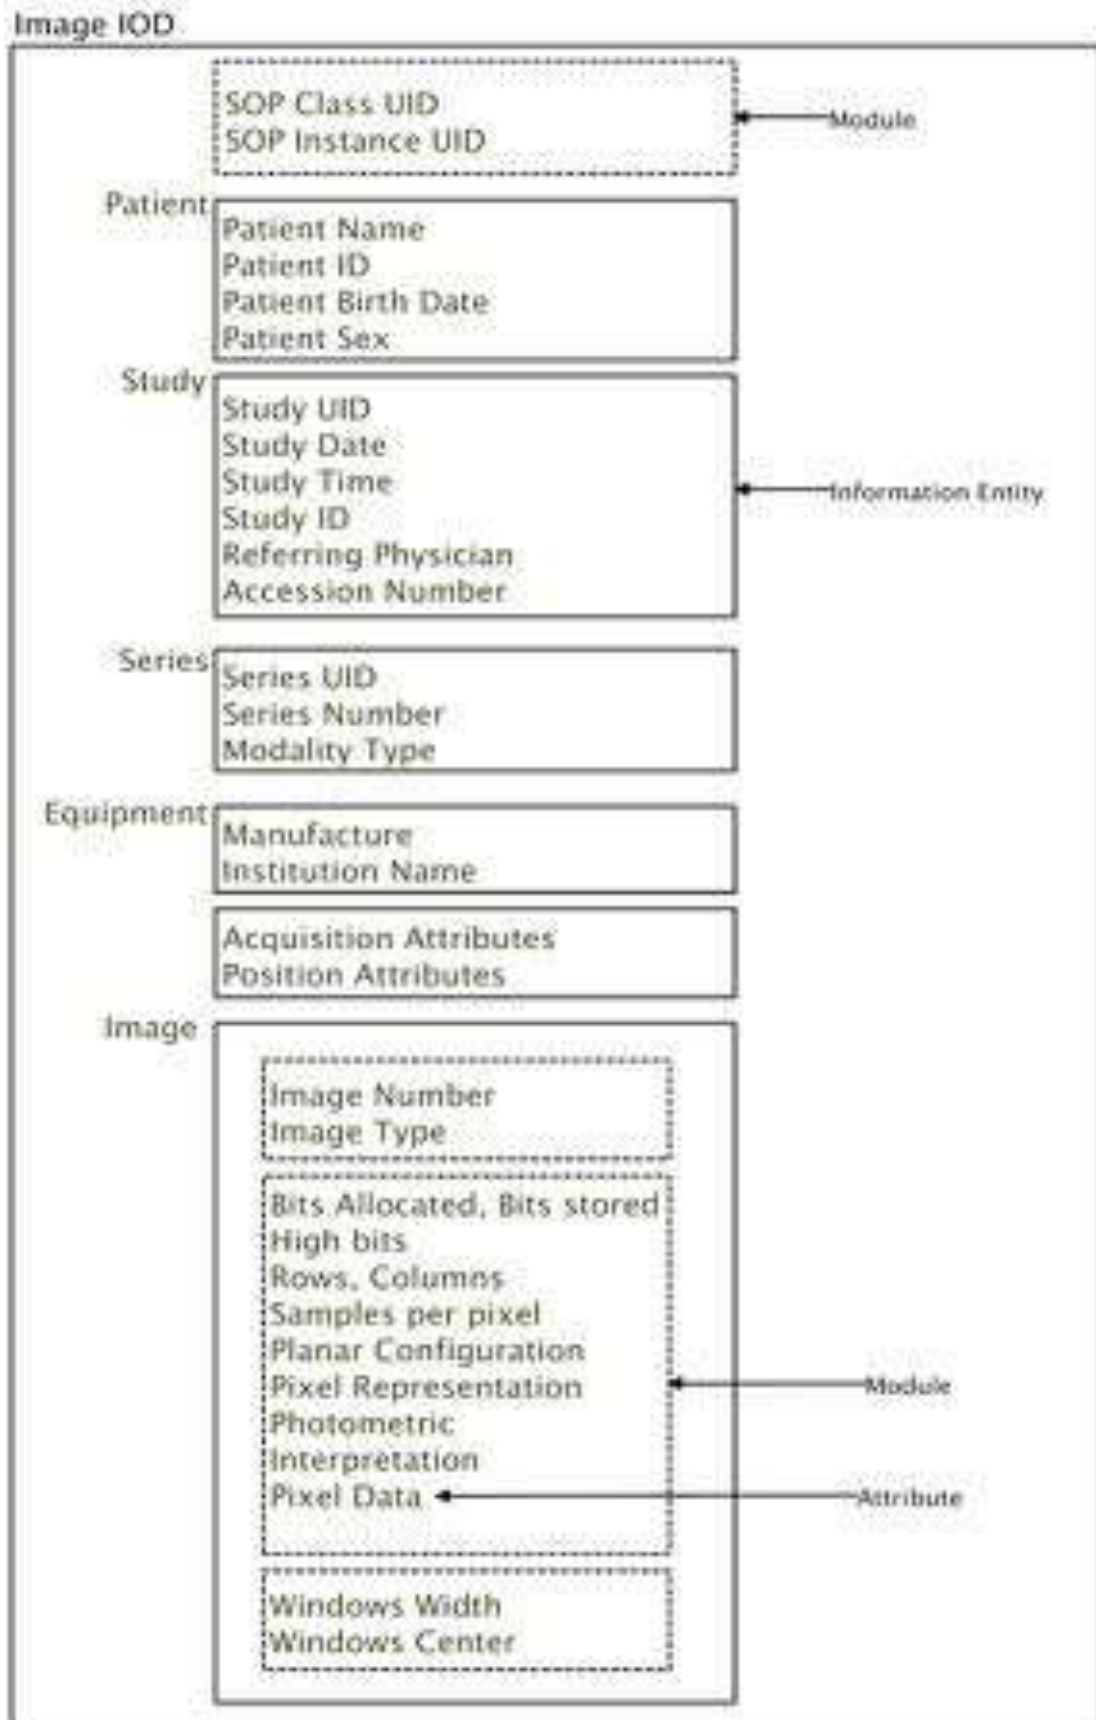 Image IOD
SOP Class UID
SOP Instance UID
Module
Patient
Patient Name
Patient ID
Patient Birth Date
Patient Sex
Study
Study UID
Study Date
Study Time
Study ID
Referring Physician
Accession Number
Information Entity
Series
Series UID
Series Number
Modality Type
Equipment
Manufacture
Institution Name
Acquisition Attributes
Position Attributes
Image
Image Number
Image Type
Bits Allocated, Bits stored
High bits
Rows, Columns
Samples per pixel
Planar Configuration
Pixel Representation
Module
Photometric
Interpretation
Pixel Data
Attribute
Windows Width
Windows Center